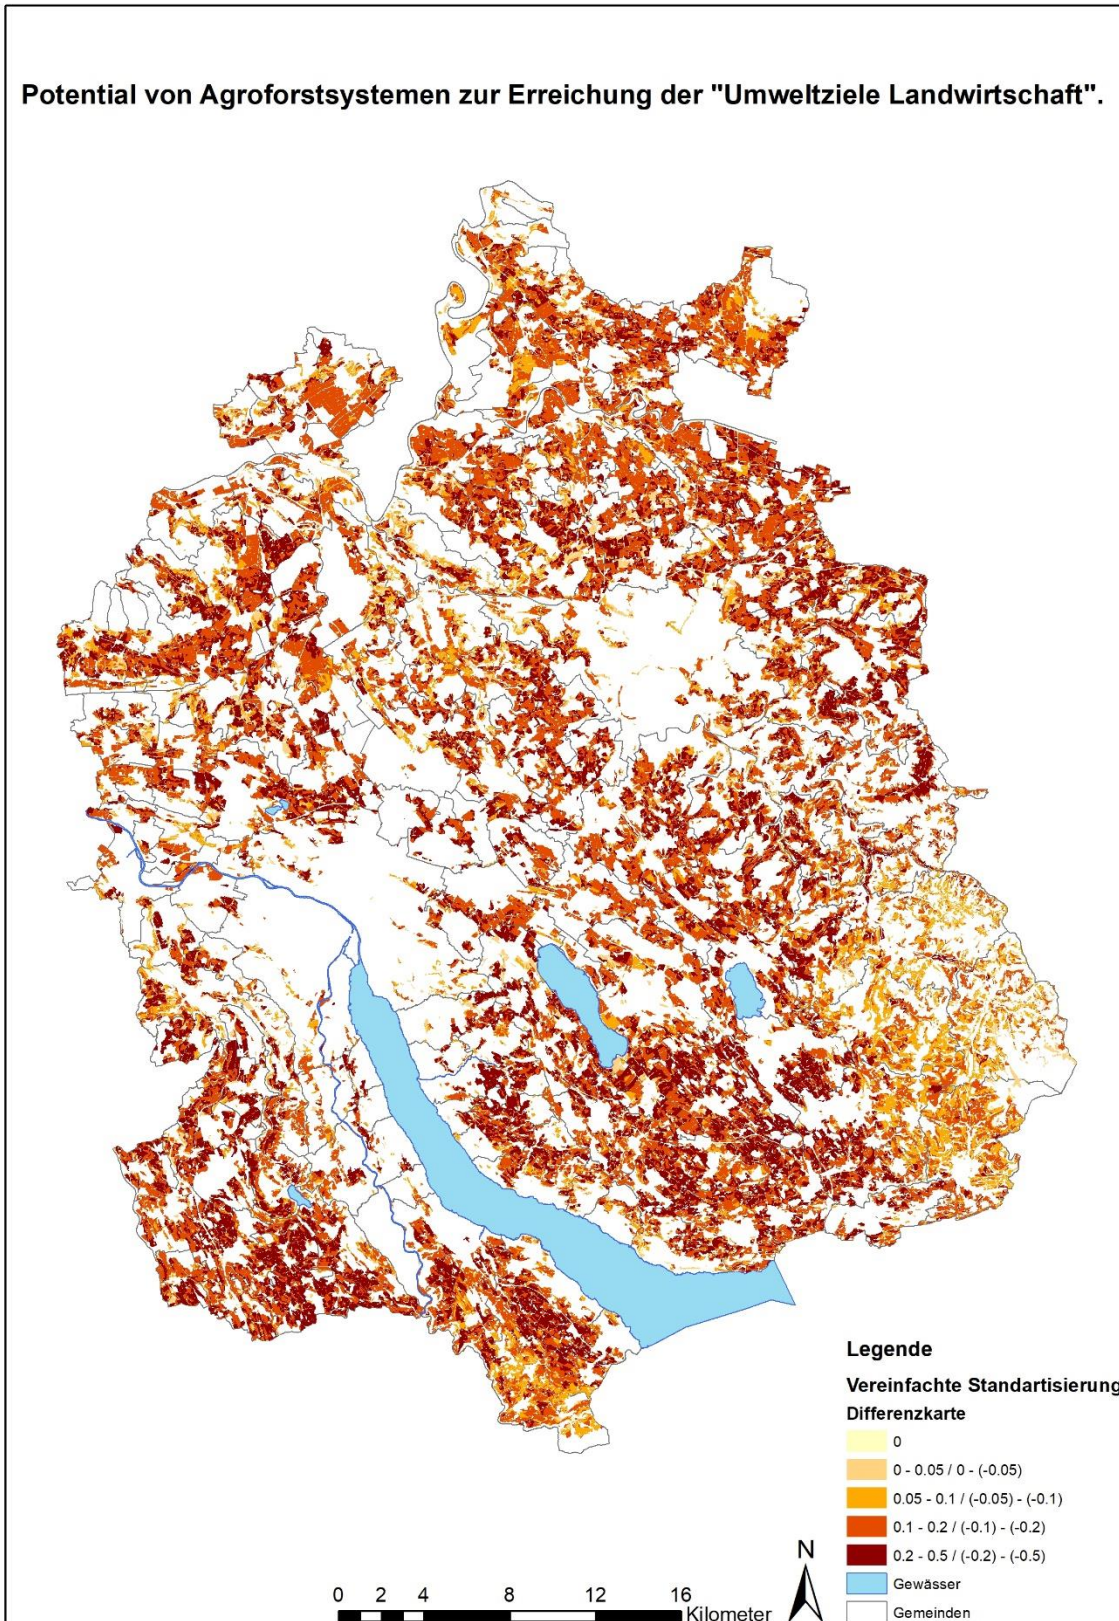 Potential von Agroforstsystemen zur Erreichung der "Umweltziele Landwirtschaft".
Legende
Vereinfachte Standartisierung
Differenzkarte
0
0 - 0.05 / 0 - (-0.05)
0.05 - 0.1 / (-0.05) - (-0.1)
0.1 - 0.2 / (-0.1) - (-0.2)
0.2 - 0.5 / (-0.2) - (-0.5)
Gewässer
Gemeinden
N
0 2 4 8 12 16
Kilometer